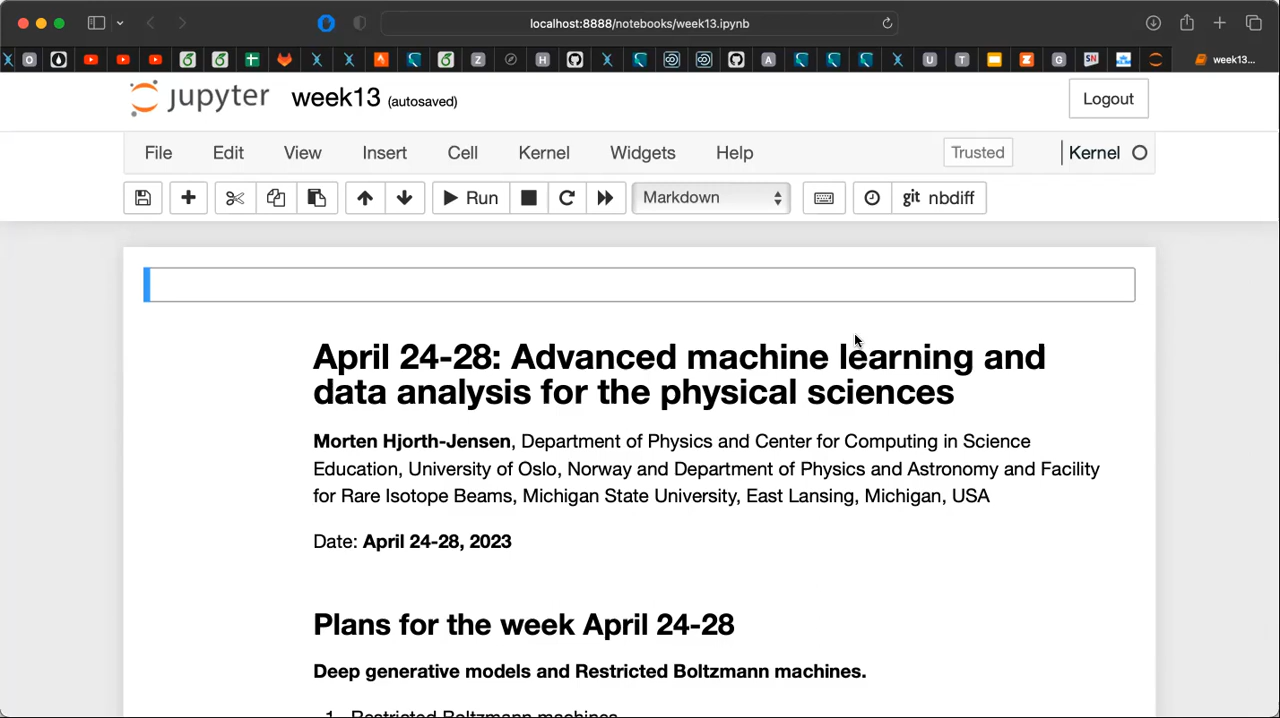 localhost:8888/notebooks/week13.ipynb
week13...
jupyter week13 (autosaved)
Logout
File Edit View Insert Cell Kernel Widgets Help Trusted Kernel
Run Markdown git nbdiff
April 24-28: Advanced machine learning and
data analysis for the physical sciences
Morten Hjorth-Jensen, Department of Physics and Center for Computing in Science
Education, University of Oslo, Norway and Department of Physics and Astronomy and Facility
for Rare Isotope Beams, Michigan State University, East Lansing, Michigan, USA
Date: April 24-28, 2023
Plans for the week April 24-28
Deep generative models and Restricted Boltzmann machines.
1. Restricted Boltzmann machines